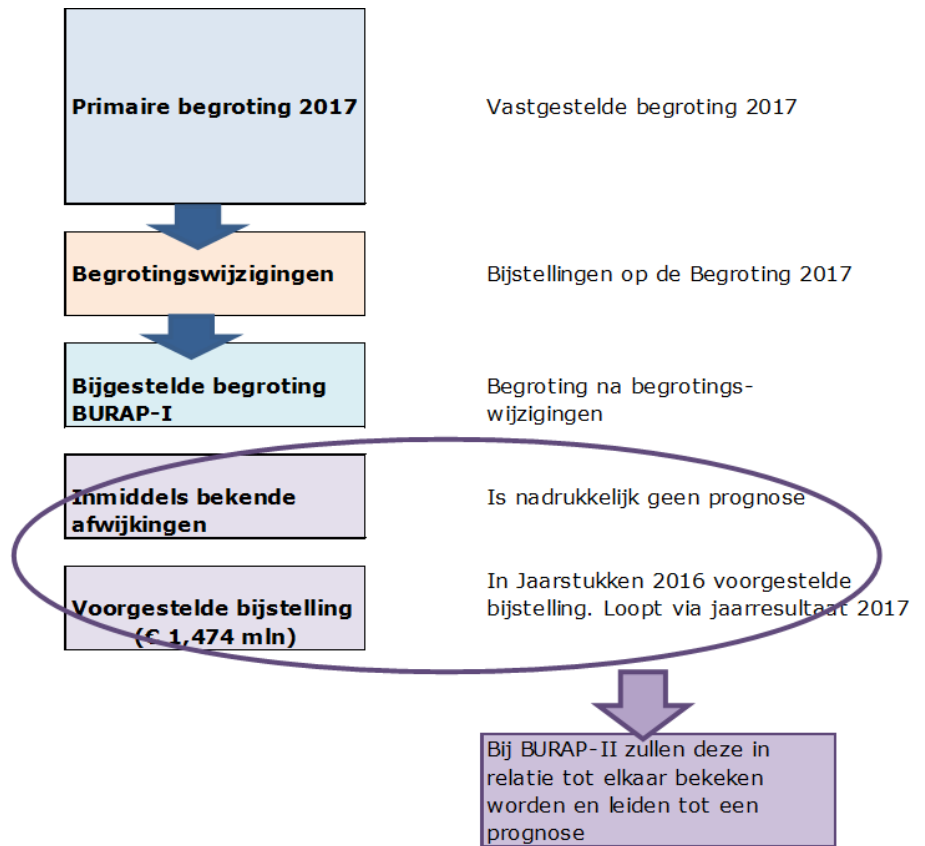 Primaire begroting 2017
Vastgestelde begroting 2017
Begrotingswijzigingen
Bijstellingen op de Begroting 2017
Bijgestelde begroting
BURAP-I
Begroting na begrotings-
wijzigingen
Inmiddels bekende
afwijkingen
Is nadrukkelijk geen prognose
Voorgestelde bijstelling
(€ 1,474 mln)
In Jaarstukken 2016 voorgestelde
bijstelling. Loopt via jaarresultaat 2017
Bij BURAP-II zullen deze in
relatie tot elkaar bekeken
worden en leiden tot een
prognose